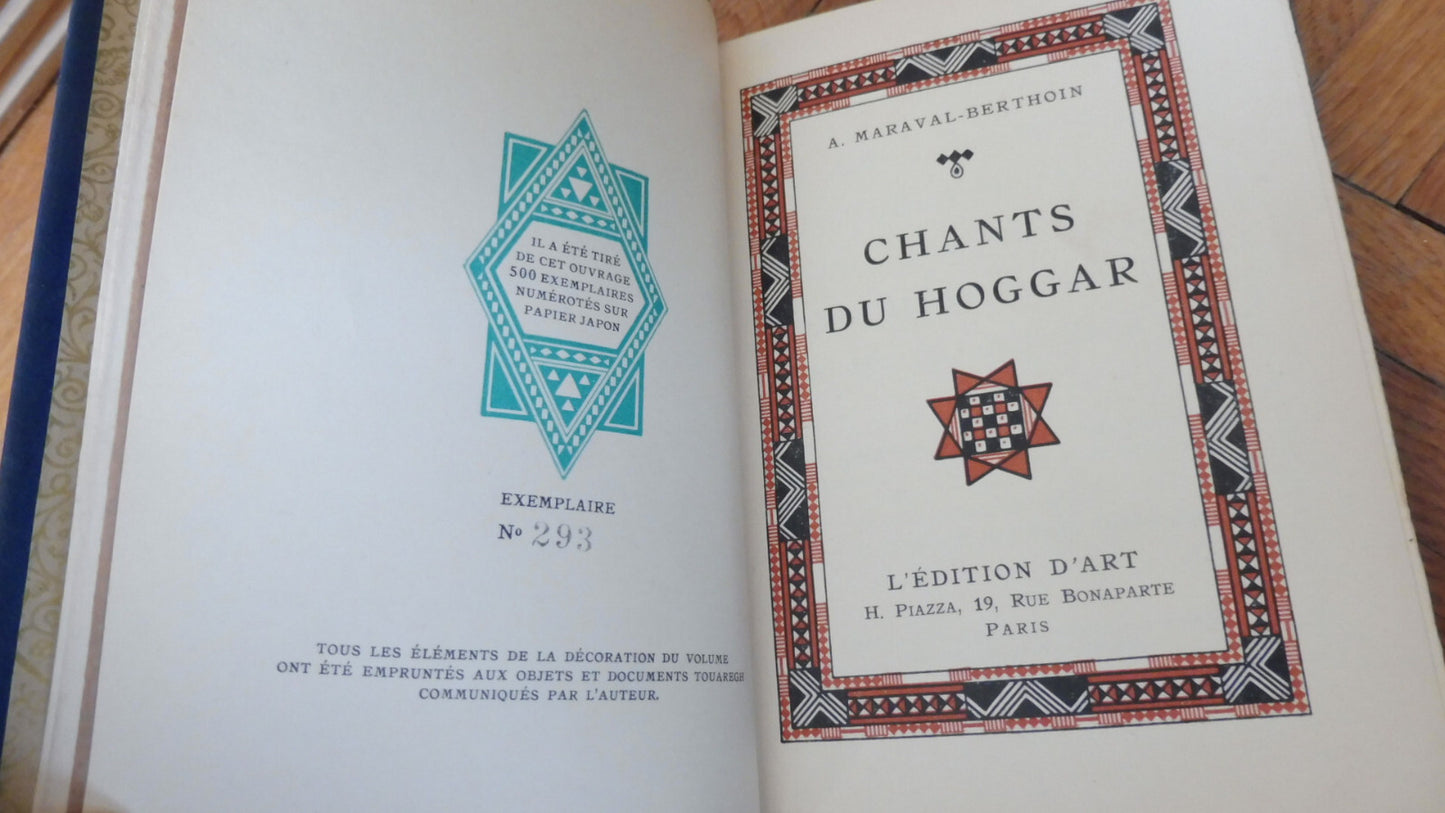 IL A ÉTÉ TIRÉ
DE CET OUVRAGE
500 EXEMPLAIRES
NUMÉROTÉS SUR
PAPIER JAPON
EXEMPLAIRE
Nº 293
TOUS LES ÉLÉMENTS DE LA DÉCORATION DU VOLUME
ONT ÉTÉ EMPRUNTÉS AUX OBJETS ET DOCUMENTS TOUAREGH
COMMUNIQUÉS PAR L'AUTEUR.
A. MARAVAL-BERTHOIN
CHANTS
DU HOGGAR
L'ÉDITION D'ART
H. PIAZZA, 19, RUE BONAPARTE
PARIS